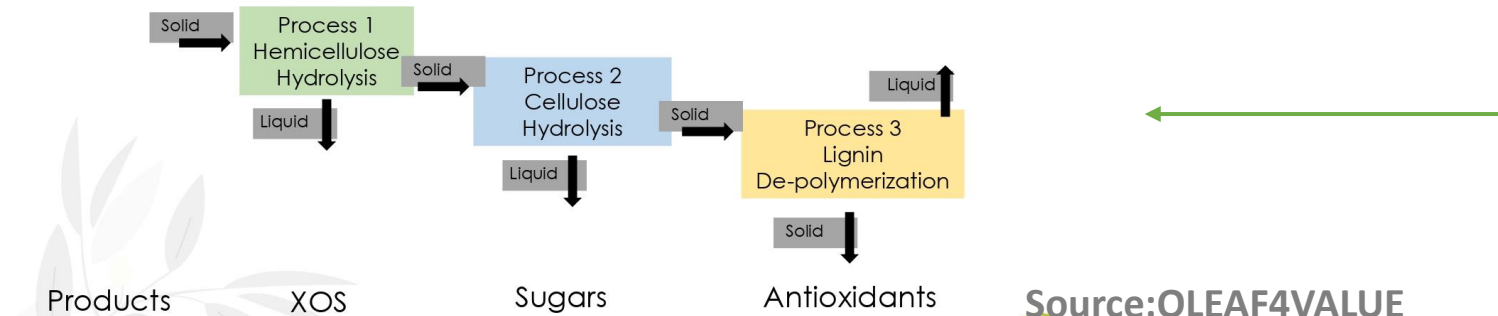 Solid
Process 1
Hemicellulose
Hydrolysis
Liquid
Solid
Process 2
Cellulose
Hydrolysis
Liquid
Solid
Process 3
Lignin
De-polymerization
Liquid
Solid
Products
XOS
Sugars
Antioxidants
Source:OLEAF4VALUE